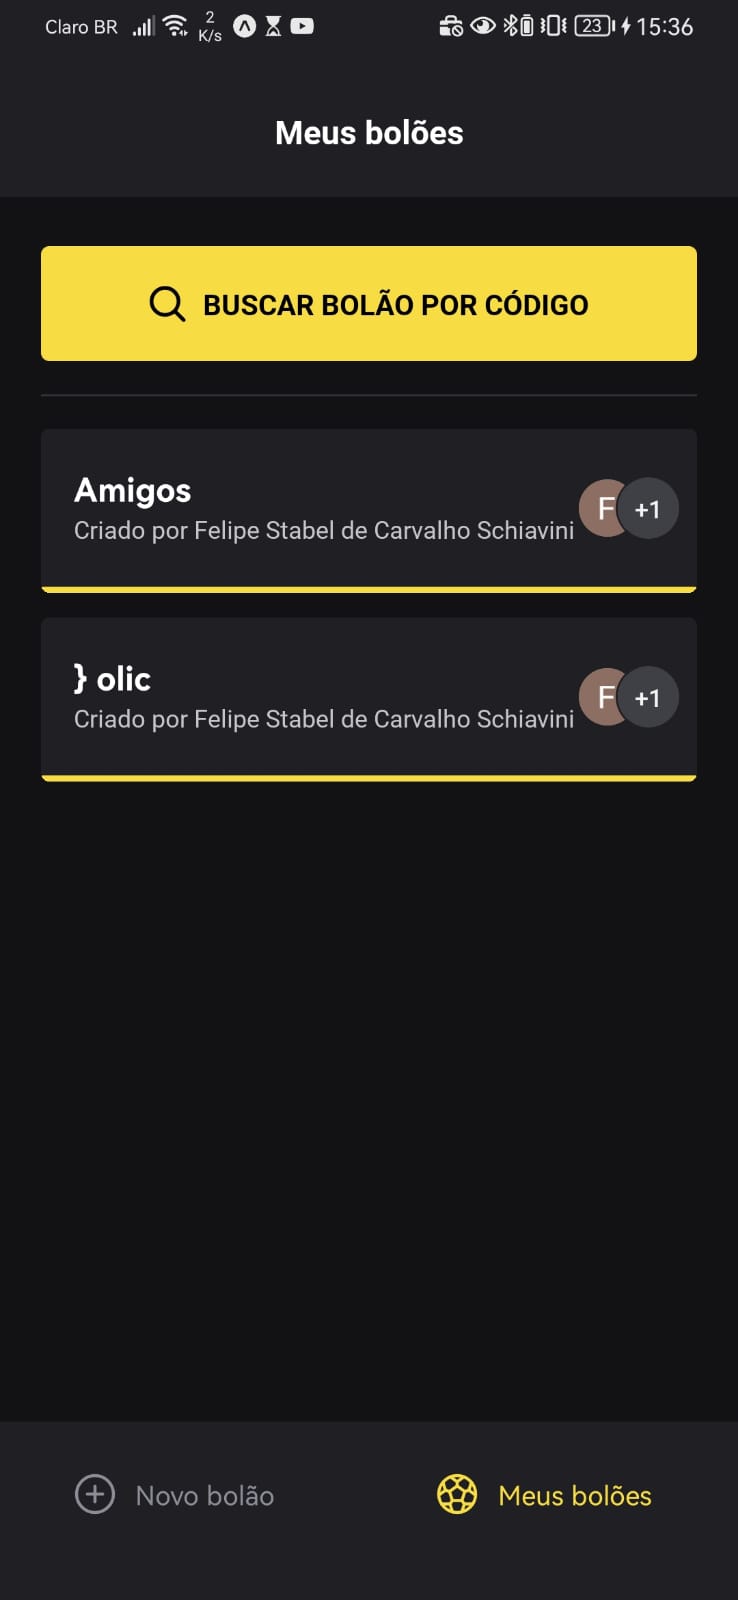 Claro BR 2 K/s 23 15:36
Meus bolões
BUSCAR BOLÃO POR CÓDIGO
Amigos
Criado por Felipe Stabel de Carvalho Schiavini
F +1
} olic
Criado por Felipe Stabel de Carvalho Schiavini
F +1
Novo bolão Meus bolões